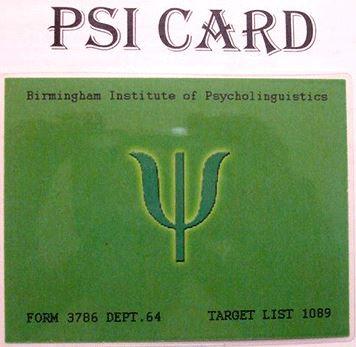 PSI CARD
Birmingham Institute of Psycholinguistics
Ψ
FORM 3786 DEPT.64 TARGET LIST 1089